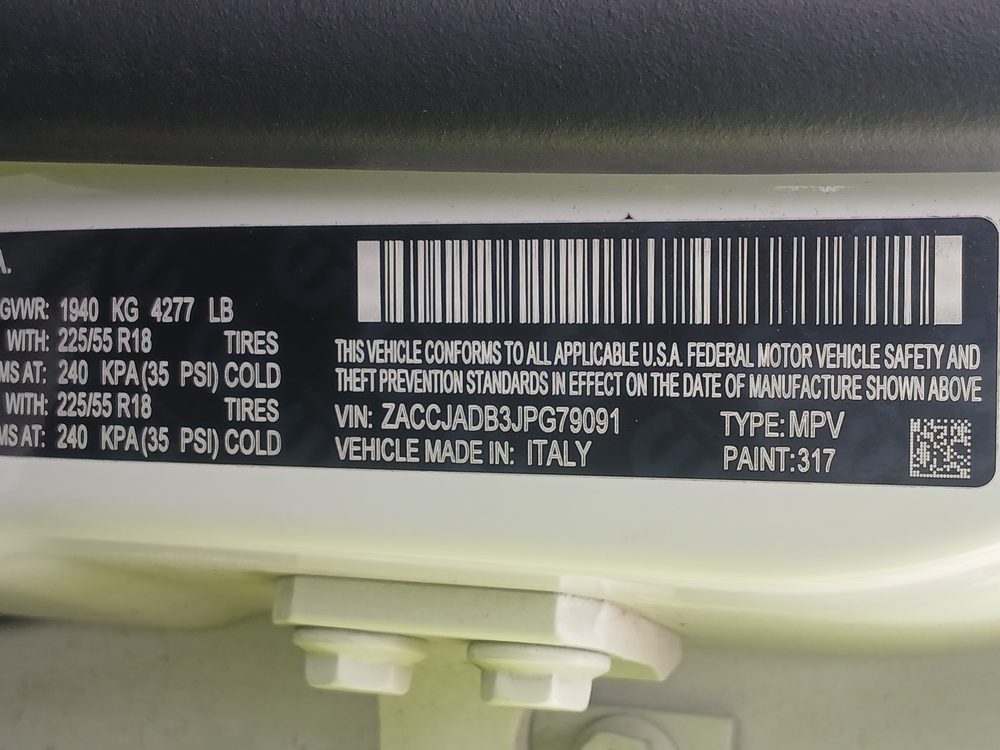 A.
GVWR: 1940 KG 4277 LB
WITH: 225/55 R18 TIRES
MS AT: 240 KPA (35 PSI) COLD
WITH: 225/55 R18 TIRES
MS AT: 240 KPA (35 PSI) COLD
THIS VEHICLE CONFORMS TO ALL APPLICABLE U.S.A. FEDERAL MOTOR VEHICLE SAFETY AND
THEFT PREVENTION STANDARDS IN EFFECT ON THE DATE OF MANUFACTURE SHOWN ABOVE
VIN: ZACCJADB3JPG79091 TYPE: MPV
VEHICLE MADE IN: ITALY PAINT: 317